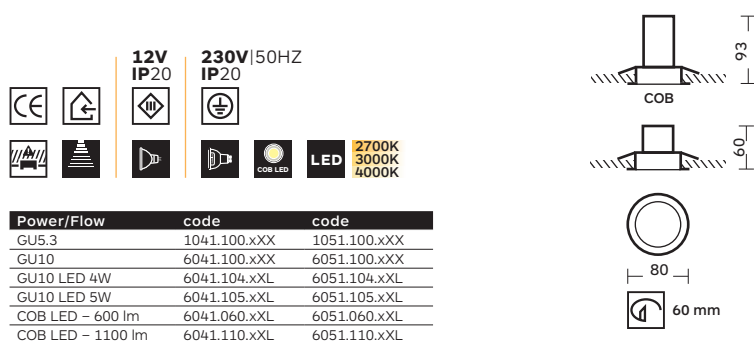 12V
IP20
230V|50HZ
IP20
CE
III
COB LED
LED
2700K
3000K
4000K
Power/Flow code code
GU5.3 1041.100.xXX 1051.100.xXX
GU10 6041.100.xXX 6051.100.xXX
GU10 LED 4W 6041.104.xXL 6051.104.xXL
GU10 LED 5W 6041.105.xXL 6051.105.xXL
COB LED – 600 lm 6041.060.xXL 6051.060.xXL
COB LED – 1100 lm 6041.110.xXL 6051.110.xXL
93
COB
60
80
60 mm